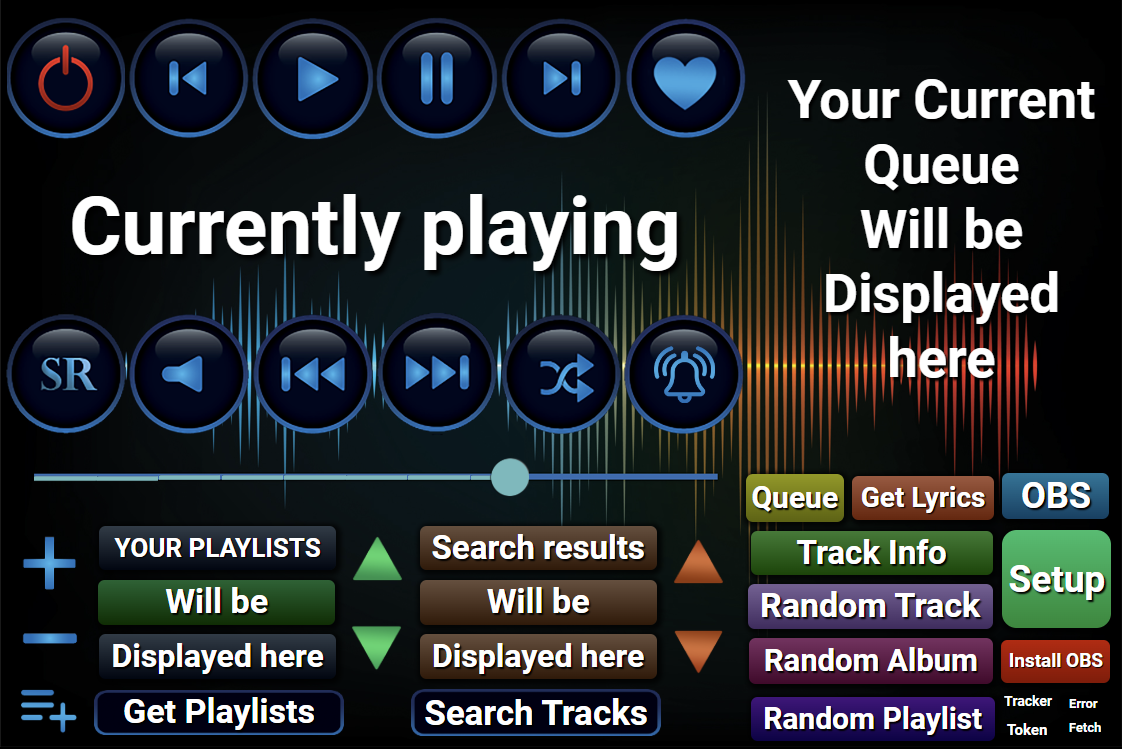 Your Current
Queue
Will be
Displayed
here
Currently playing
SR
Queue
Get Lyrics
OBS
YOUR PLAYLISTS
Search results
Track Info
Setup
Will be
Will be
Random Track
Displayed here
Displayed here
Random Album
Install OBS
Get Playlists
Search Tracks
Random Playlist
Tracker
Error
Token
Fetch